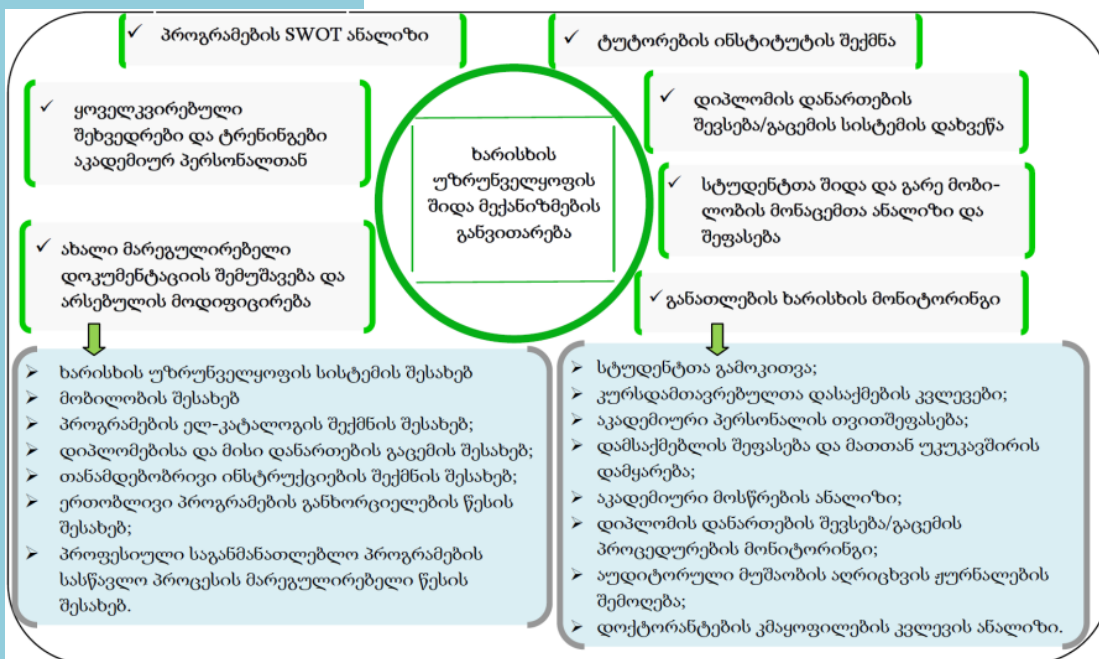 ✓ პროგრამების SWOT ანალიზი
✓ ტუტორების ინსტიტუტის შექმნა
✓ ყოველკვირებული
შეხვედრები და ტრენინგები
აკადემიურ პერსონალთან
✓ დიპლომის დანართების
შევსება/გაცემის სისტემის დახვეწა
ხარისხის
უზრუნველყოფის
შიდა მექანიზმების
განვითარება
✓ სტუდენტთა შიდა და გარე მობი-
ლობის მონაცემთა ანალიზი და
შეფასება
✓ ახალი მარეგულირებელი
დოკუმენტაციის შემუშავება და
არსებულის მოდიფიცირება
✓განათლების ხარისხის მონიტორინგი
➢ ხარისხის უზრუნველყოფის სისტემის შესახებ
➢ მობილობის შესახებ
➢ პროგრამების ელ-კატალოგის შექმნის შესახებ;
➢ დიპლომებისა და მისი დანართების გაცემის შესახებ;
➢ თანამდებობრივი ინსტრუქციების შექმნის შესახებ;
➢ ერთობლივი პროგრამების განხორციელების წესის
შესახებ;
➢ პროფესიული საგანმანათლებლო პროგრამების
სასწავლო პროცესის მარეგულირებელი წესის
შესახებ.
➢ სტუდენტთა გამოკითვა;
➢ კურსდამთავრებულთა დასაქმების კვლევები;
➢ აკადემიური პერსონალის თვითშეფასება;
➢ დამსაქმებლის შეფასება და მათთან უკუკავშირის
დამყარება;
➢ აკადემიური მოსწრების ანალიზი;
➢ დიპლომის დანართების შევსება/გაცემის
პროცედურების მონიტორინგი;
➢ აუდიტორული მუშაობის აღრიცხვის ჟურნალების
შემოღება;
➢ დოქტორანტების კმაყოფილების კვლევის ანალიზი.